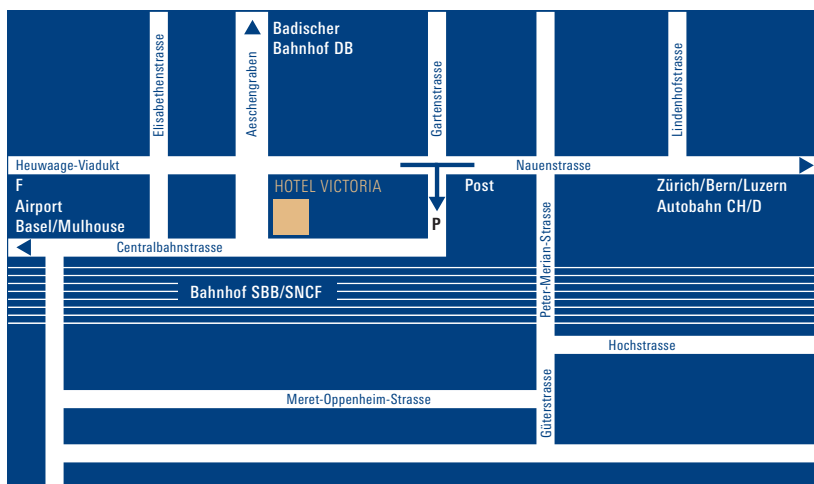 Badischer
Bahnhof DB
Elisabethenstrasse
Aeschengraben
Gartenstrasse
Lindenhofstrasse
Heuwaage-Viadukt
Nauenstrasse
F
Airport
Basel/Mulhouse
HOTEL VICTORIA
P
Post
Zürich/Bern/Luzern
Autobahn CH/D
Centralbahnstrasse
Peter-Merian-Strasse
Bahnhof SBB/SNCF
Hochstrasse
Meret-Oppenheim-Strasse
Güterstrasse